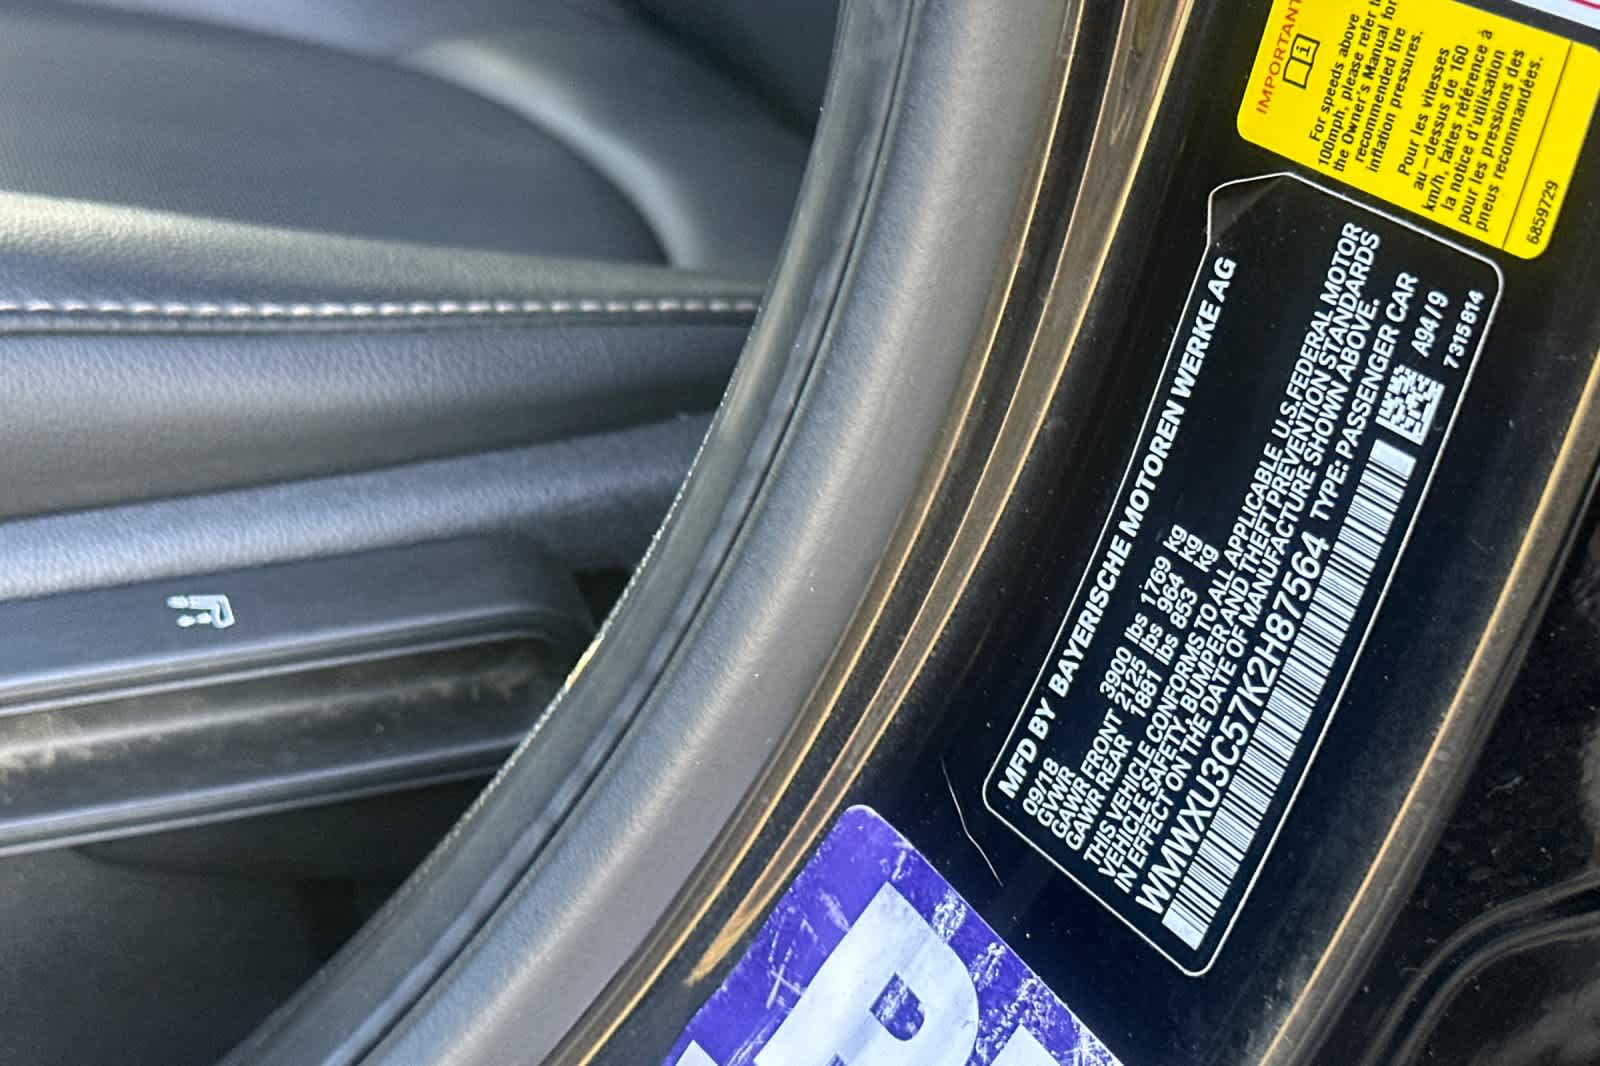 IMPORTANT
For speeds above
100mph, please refer to
the Owner's Manual for
recommended tire
inflation pressures.
Pour les vitesses
au-dessus de 160
km/h, faites référence à
la notice d'utilisation
pour les pressions des
pneus recommandées.
6859729
MFD BY BAYERISCHE MOTOREN WERKE AG
09/18
GVWR 3900 lbs 1769 kg
GAWR FRONT 2125 lbs 964 kg
GAWR REAR 1881 lbs 853 kg
THIS VEHICLE CONFORMS TO ALL APPLICABLE U.S.FEDERAL MOTOR
VEHICLE SAFETY, BUMPER AND THEFT PREVENTION STANDARDS
IN EFFECT ON THE DATE OF MANUFACTURE SHOWN ABOVE.
WMWXU3C57K2H87564 TYPE: PASSENGER CAR
A94/9
7315814